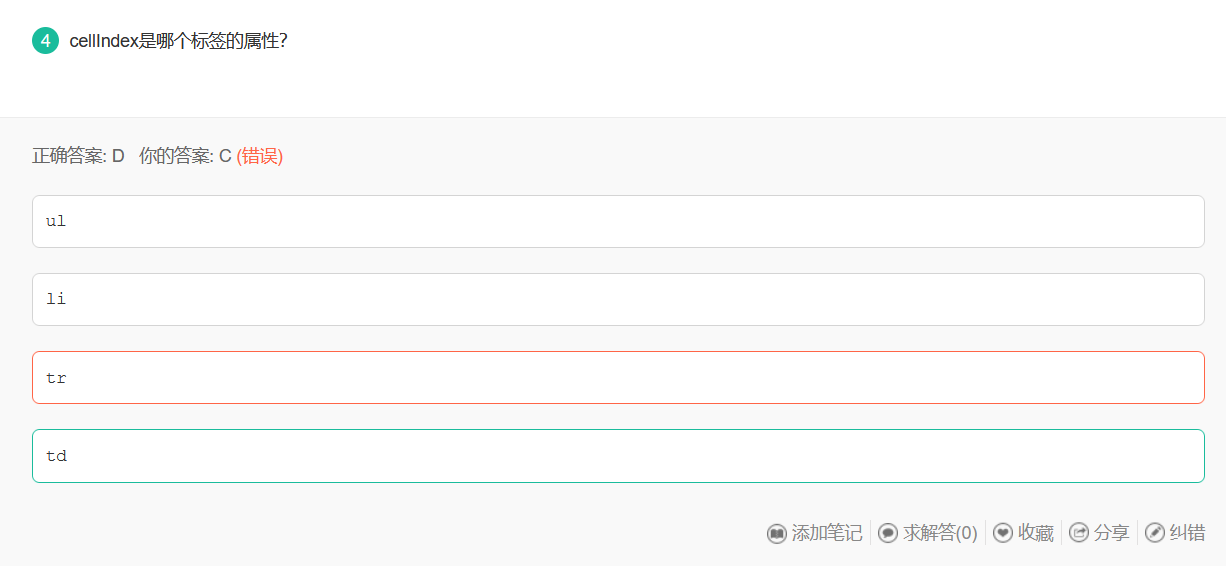 4 cellIndex是哪个标签的属性?
正确答案: D 你的答案: C (错误)
ul
li
tr
td
添加笔记 求解答(0) 收藏 分享 纠错